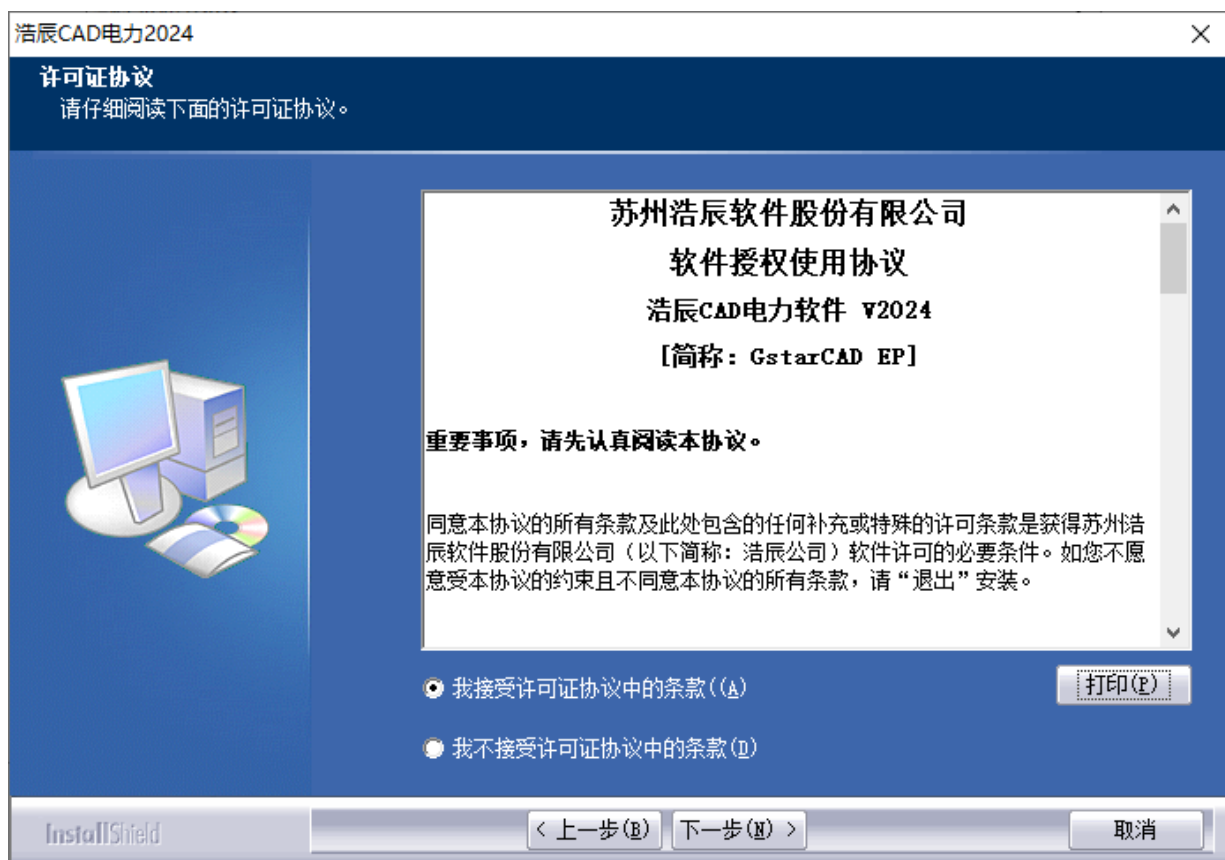 浩辰CAD电力2024
许可证协议
请仔细阅读下面的许可证协议。
苏州浩辰软件股份有限公司
软件授权使用协议
浩辰CAD电力软件 V2024
[简称: GstarCAD EP]
重要事项，请先认真阅读本协议。
同意本协议的所有条款及此处包含的任何补充或特殊的许可条款是获得苏州浩
辰软件股份有限公司（以下简称：浩辰公司）软件许可的必要条件。如您不愿
意受本协议的约束且不同意本协议的所有条款，请“退出”安装。
我接受许可证协议中的条款((A)
打印(P)
我不接受许可证协议中的条款(D)
InstallShield
< 上一步(B)
下一步(N) >
取消